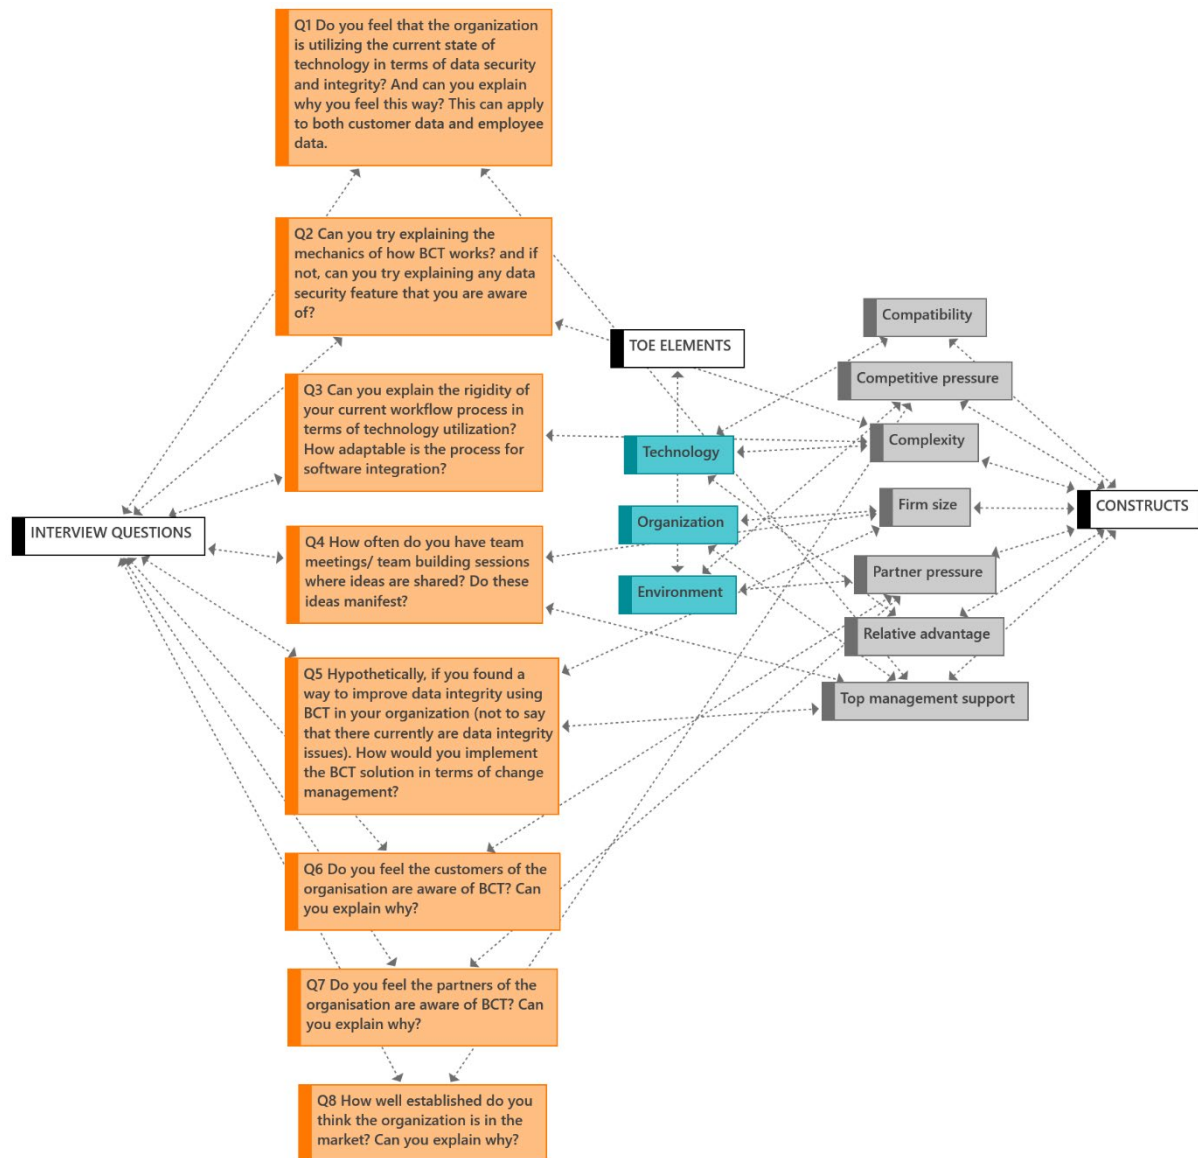 Q1 Do you feel that the organization
is utilizing the current state of
technology in terms of data security
and integrity? And can you explain
why you feel this way? This can apply
to both customer data and employee
data.
Q2 Can you try explaining the
mechanics of how BCT works? and if
not, can you try explaining any data
security feature that you are aware
of?
Q3 Can you explain the rigidity of
your current workflow process in
terms of technology utilization?
How adaptable is the process for
software integration?
INTERVIEW QUESTIONS
Q4 How often do you have team
meetings/ team building sessions
where ideas are shared? Do these
ideas manifest?
Q5 Hypothetically, if you found a
way to improve data integrity using
BCT in your organization (not to say
that there currently are data integrity
issues). How would you implement
the BCT solution in terms of change
management?
Q6 Do you feel the customers of the
organisation are aware of BCT? Can
you explain why?
Q7 Do you feel the partners of the
organisation are aware of BCT? Can
you explain why?
Q8 How well established do you
think the organization is in the
market? Can you explain why?
TOE ELEMENTS
Technology
Organization
Environment
Compatibility
Competitive pressure
Complexity
Firm size
Partner pressure
Relative advantage
Top management support
CONSTRUCTS